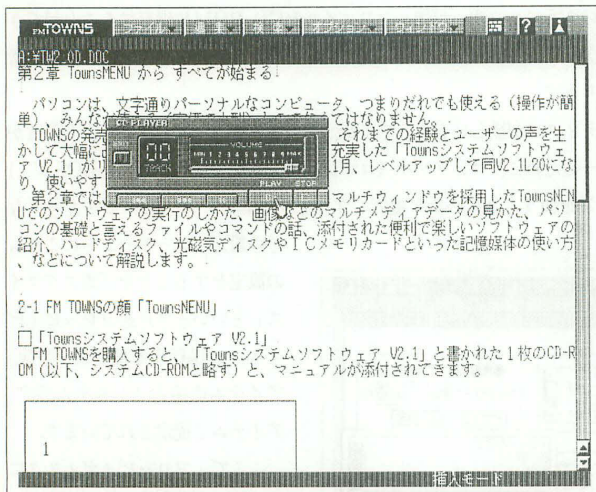 FMTOWNS
A:¥TW2_OD.DOC
第2章 TownsMENU から すべてが始まる
パソコンは、文字通りパーソナルなコンピュータ、つまりだれでも使える(操作が簡
単)、みんな てはなりません。
TOWNSの発売 それまでの経験とユーザーの声を生
かして大幅に 充実した「Townsシステムソフトウェ
ア V2.1」がリ 1月、レベルアップして同V2.1L20にな
り、使いやす
第2章では マルチウィンドウを採用したTownsMEN
Uでのソフトウェアの実行のしかた、画像などのマルチメディアデータの見かた、パソ
コンの基礎と言えるファイルやコマンドの話、添付された便利で楽しいソフトウェアの
紹介、ハードディスク、光磁気ディスクやICメモリカードといった記憶媒体の使い方
、などについて解説します。
CD-PLAYER
VOLUME
MIN 1 2 3 4 5 6 7 8 9 MAX
00
TRACK
PLAY STOP
2-1 FM TOWNSの顔「TownsMENU」
□「Townsシステムソフトウェア V2.1」
FM TOWNSを購入すると、「Townsシステムソフトウェア V2.1」と書かれた1枚のCD-R
OM(以下、システムCD-ROMと略す)と、マニュアルが添付されてきます。
1
挿入モード